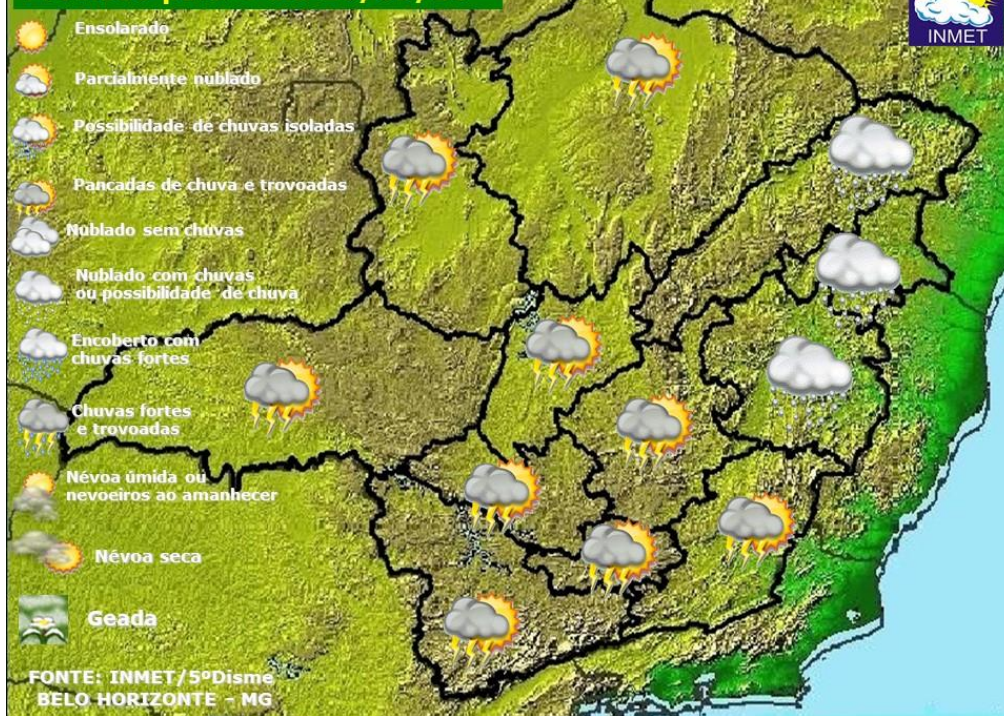 INMET
Ensolarado
Parcialmente nublado
Possibilidade de chuvas isoladas
Pancadas de chuva e trovoadas
Nublado sem chuvas
Nublado com chuvas
ou possibilidade de chuva
Encoberto com
chuvas fortes
Chuvas fortes
e trovoadas
Névoa úmida ou
nevoeiros ao amanhecer
Névoa seca
Geada
FONTE: INMET/5ºDisme
BELO HORIZONTE - MG